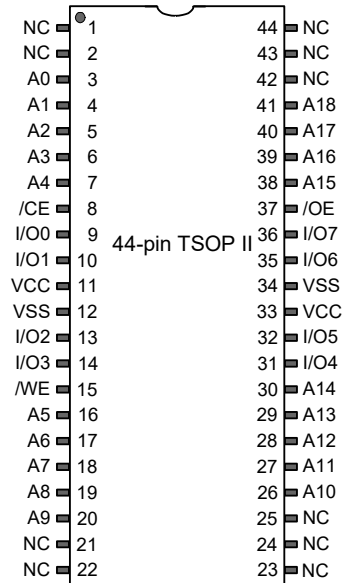 NC 1 44 NC
NC 2 43 NC
A0 3 42 NC
A1 4 41 A18
A2 5 40 A17
A3 6 39 A16
A4 7 38 A15
/CE 8 37 /OE
I/O0 9 44-pin TSOP II 36 I/O7
I/O1 10 35 I/O6
VCC 11 34 VSS
VSS 12 33 VCC
I/O2 13 32 I/O5
I/O3 14 31 I/O4
/WE 15 30 A14
A5 16 29 A13
A6 17 28 A12
A7 18 27 A11
A8 19 26 A10
A9 20 25 NC
NC 21 24 NC
NC 22 23 NC